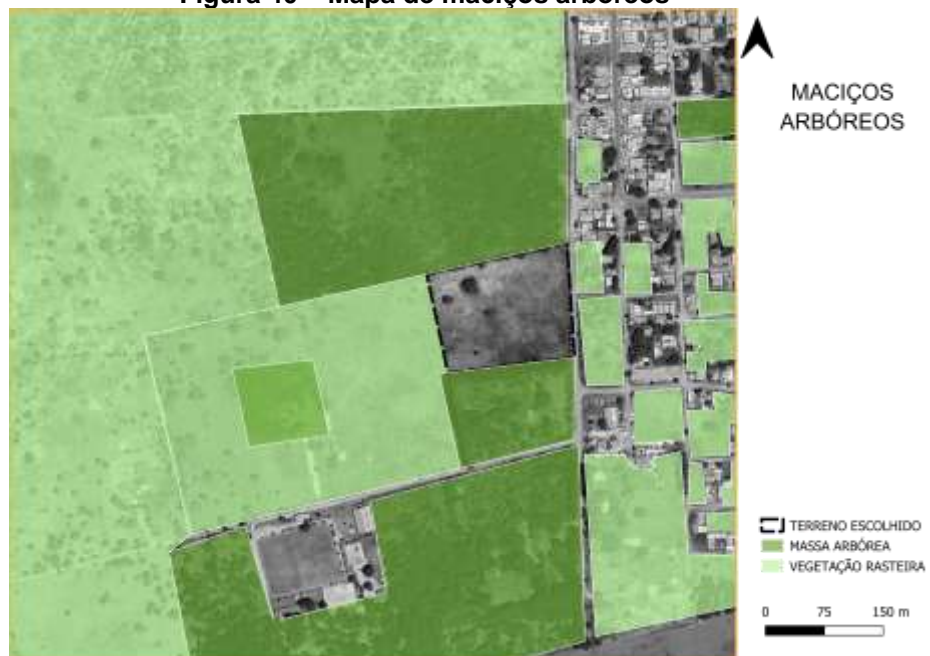 Figura 10 – Mapa de maciços arbóreos
MACIÇOS
ARBÓREOS
TERRENO ESCOLHIDO
MASSA ARBÓREA
VEGETAÇÃO RASTEIRA
0 75 150 m